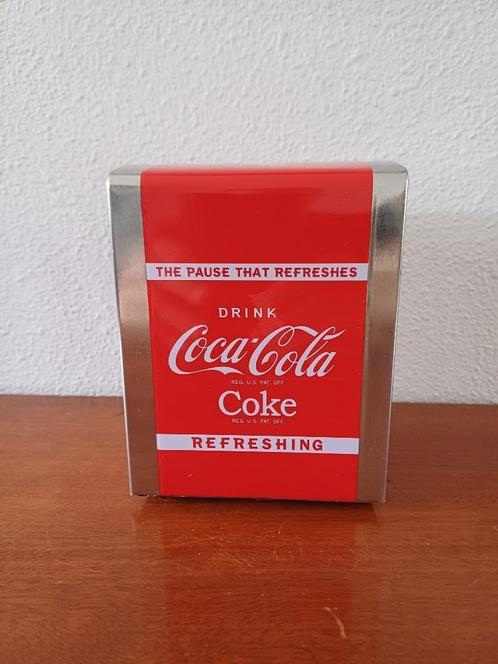 THE PAUSE THAT REFRESHES
DRINK
Coca-Cola
REG. U.S. PAT. OFF
Coke
REG. U.S. PAT. OFF.
REFRESHING